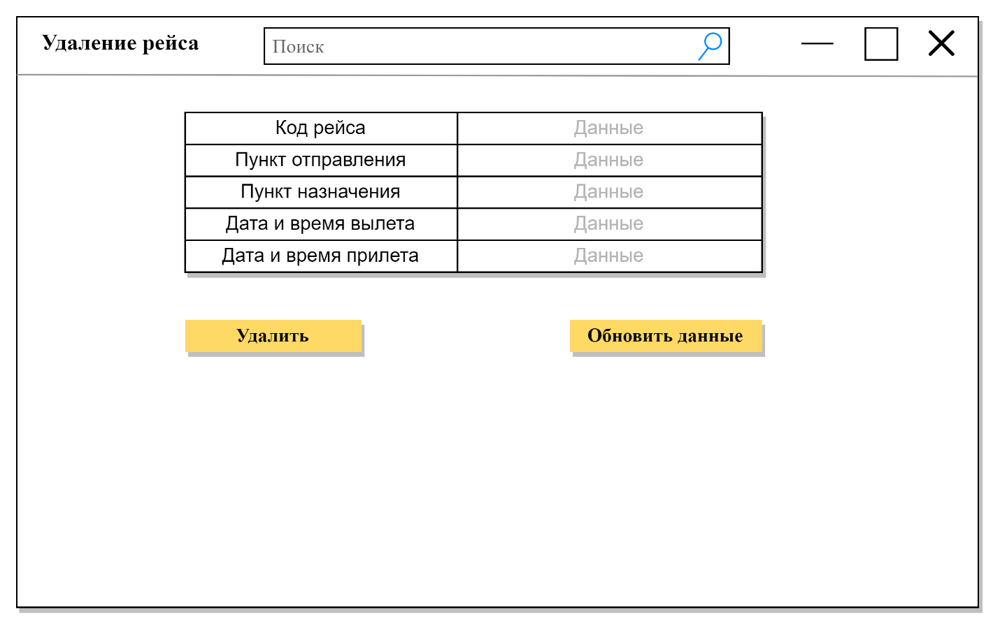 Удаление рейса
Поиск
Код рейса Данные
Пункт отправления Данные
Пункт назначения Данные
Дата и время вылета Данные
Дата и время прилета Данные
Удалить
Обновить данные